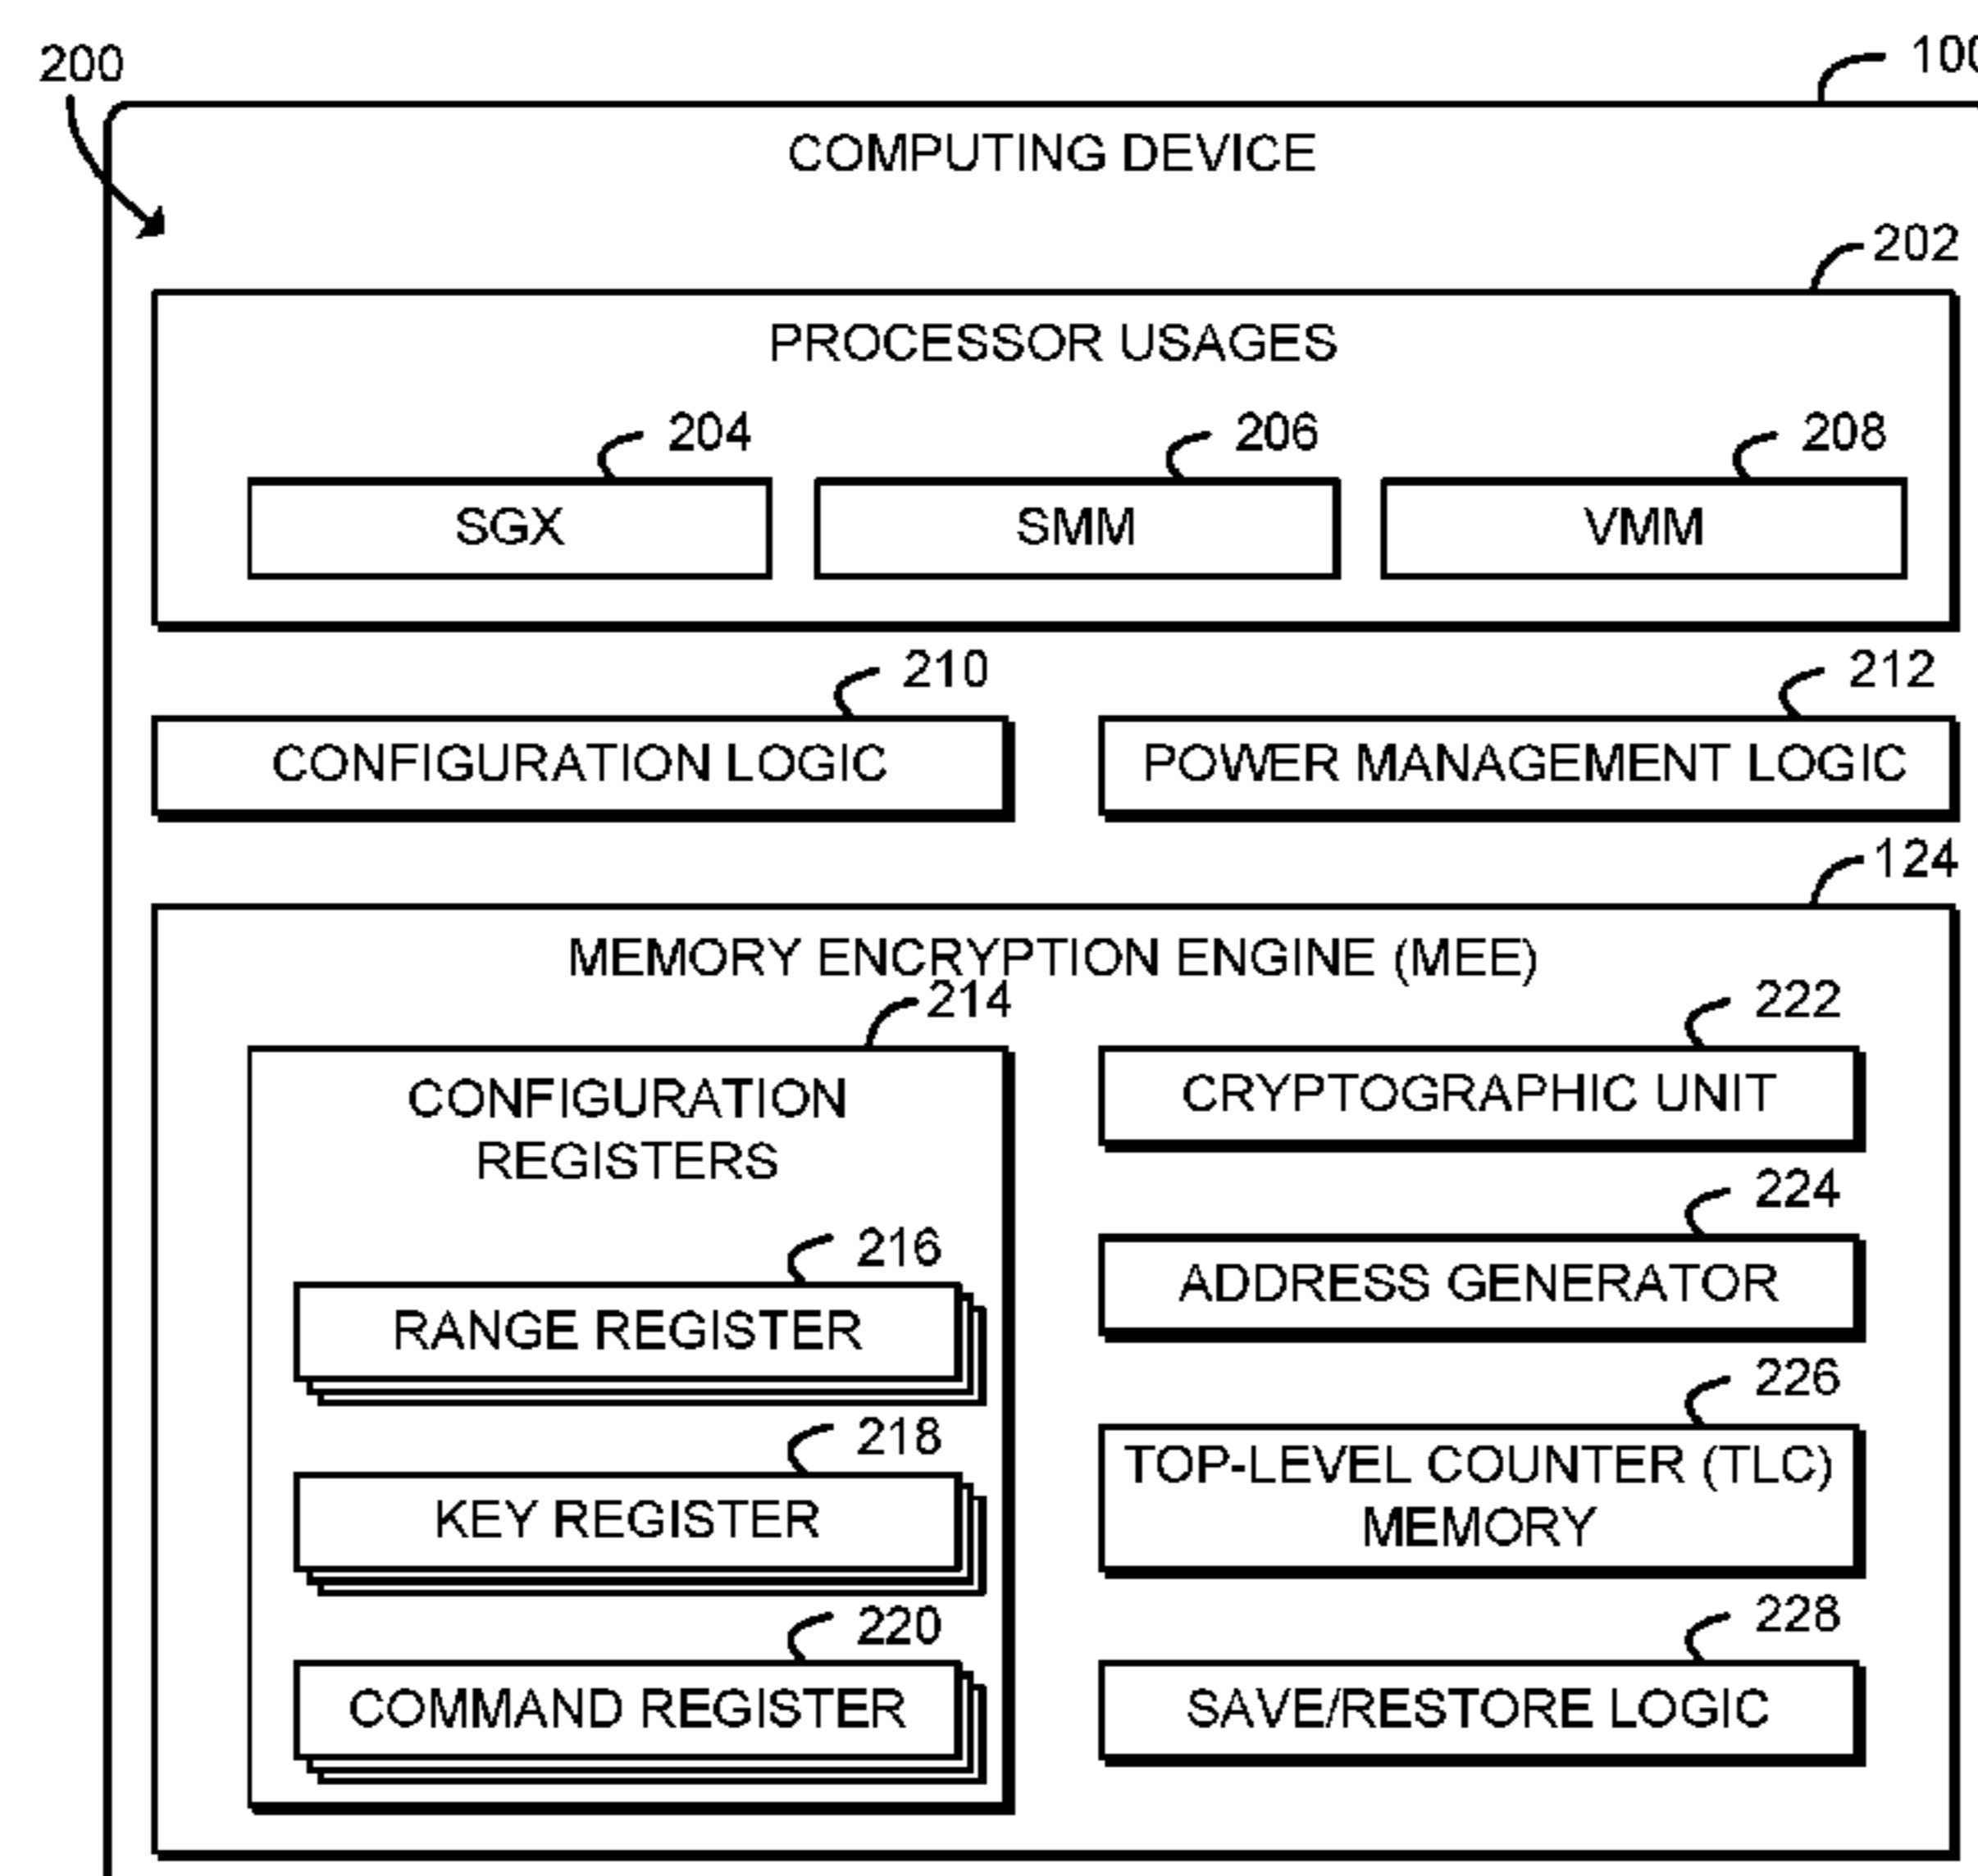 200
100
COMPUTING DEVICE
202
PROCESSOR USAGES
204
206
208
SGX
SMM
VMM
210
212
CONFIGURATION LOGIC
POWER MANAGEMENT LOGIC
124
MEMORY ENCRYPTION ENGINE (MEE)
214
222
CONFIGURATION
REGISTERS
CRYPTOGRAPHIC UNIT
224
216
ADDRESS GENERATOR
RANGE REGISTER
226
218
TOP-LEVEL COUNTER (TLC)
MEMORY
KEY REGISTER
228
220
SAVE/RESTORE LOGIC
COMMAND REGISTER